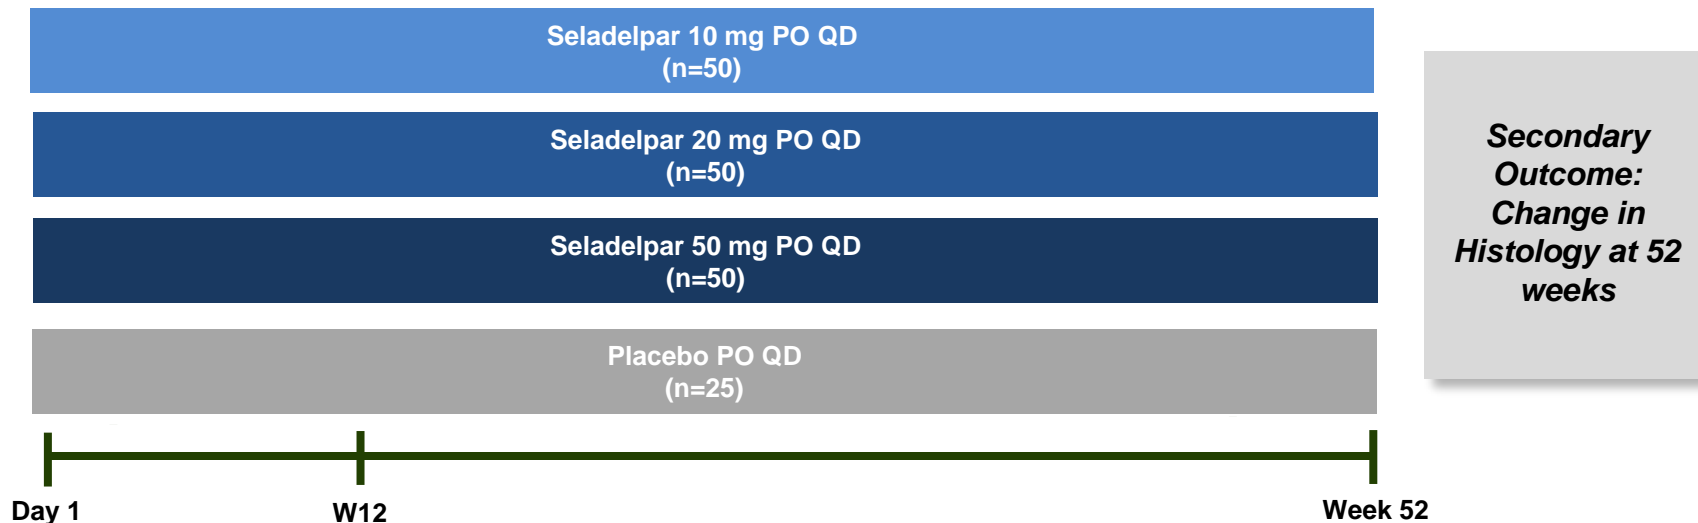 Seladelpar 10 mg PO QD
(n=50)
Seladelpar 20 mg PO QD
(n=50)
Seladelpar 50 mg PO QD
(n=50)
Placebo PO QD
(n=25)
Secondary
Outcome:
Change in
Histology at 52
weeks
Day 1
W12
Week 52